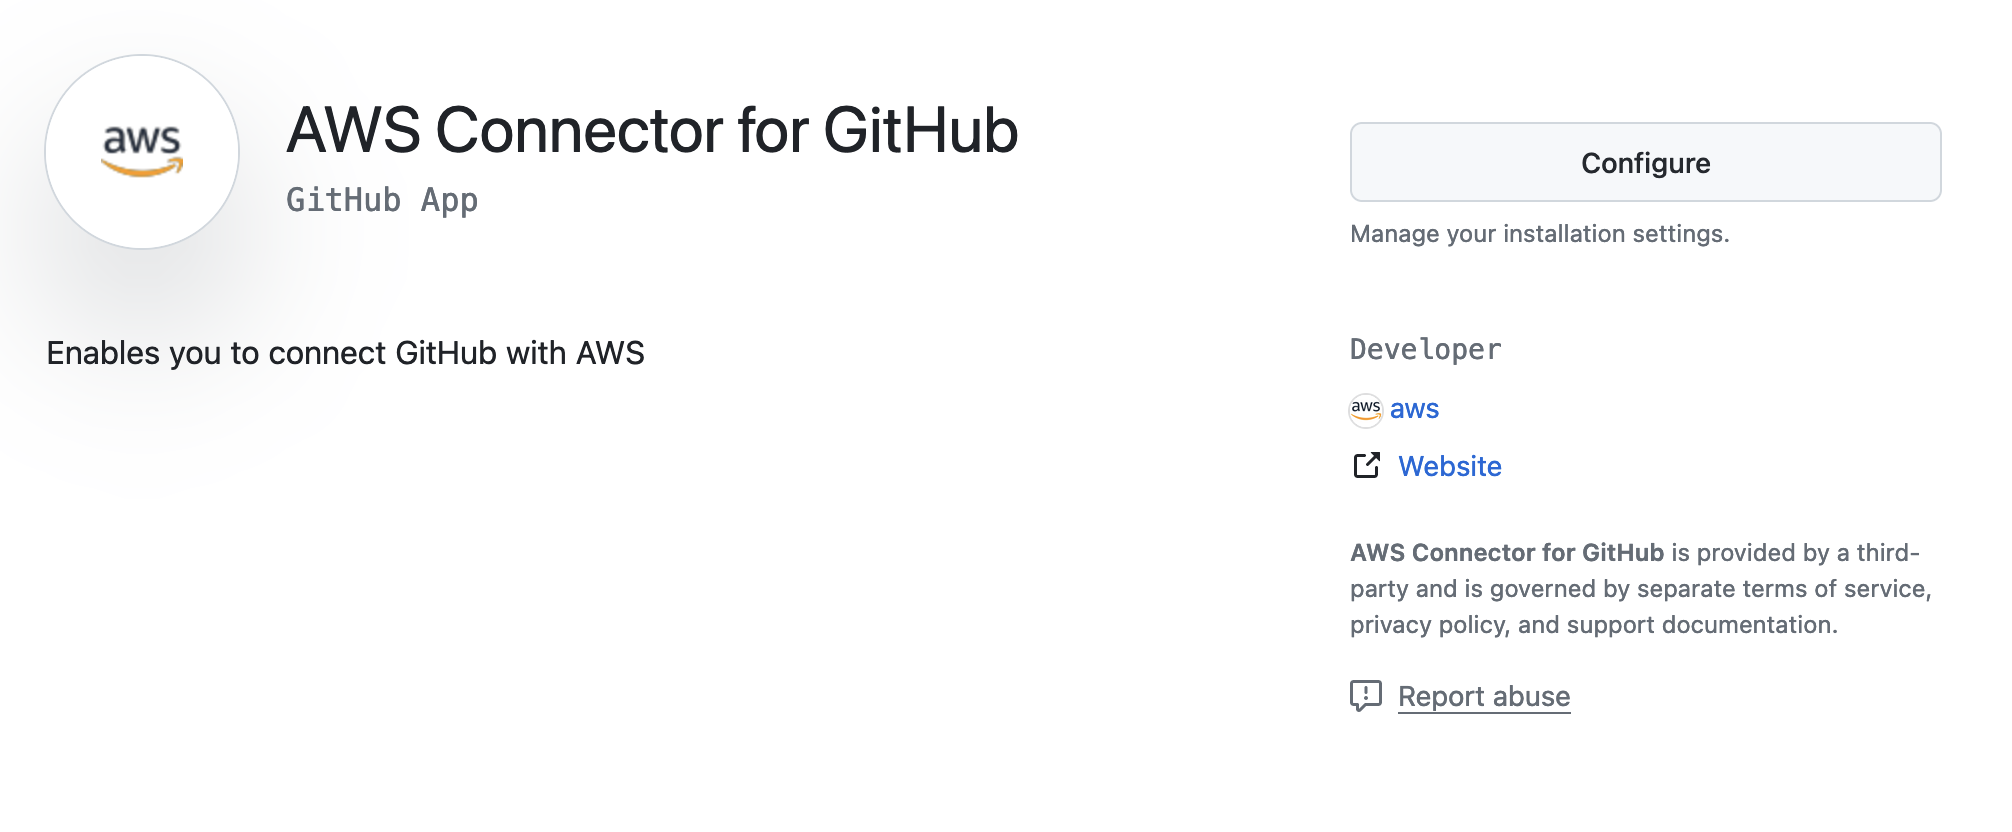 aws
AWS Connector for GitHub
GitHub App
Enables you to connect GitHub with AWS
Configure
Manage your installation settings.
Developer
aws aws
Website
AWS Connector for GitHub is provided by a third-
party and is governed by separate terms of service,
privacy policy, and support documentation.
Report abuse